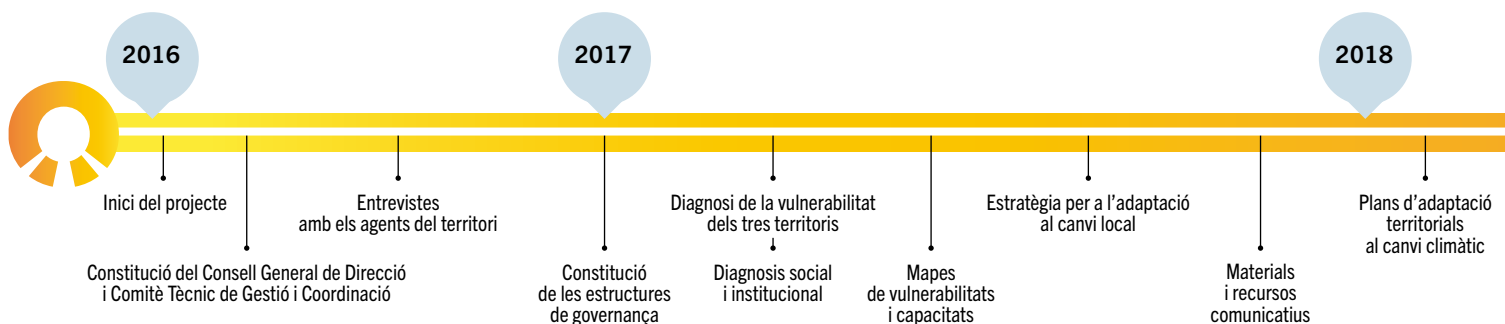 2016
2017
2018
Inici del projecte
Constitució del Consell General de Direcció
i Comitè Tècnic de Gestió i Coordinació
Entrevistes
amb els agents del territori
Constitució
de les estructures
de governança
Diagnosi de la vulnerabilitat
dels tres territoris
Diagnosis social
i institucional
Mapes
de vulnerabilitats
i capacitats
Estratègia per a l’adaptació
al canvi local
Materials
i recursos
comunicatius
Plans d’adaptació
territorials
al canvi climàtic